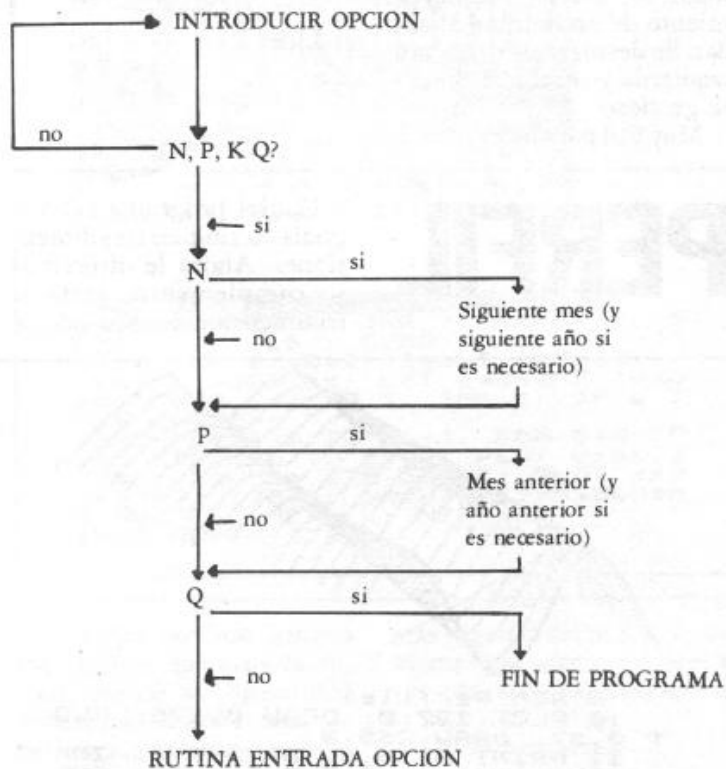 INTRODUCIR OPCION
no
N, P, K Q?
si
N
si
Siguiente mes (y
siguiente año si
es necesario)
no
P
si
Mes anterior (y
año anterior si
es necesario)
no
Q
si
FIN DE PROGRAMA
no
RUTINA ENTRADA OPCION